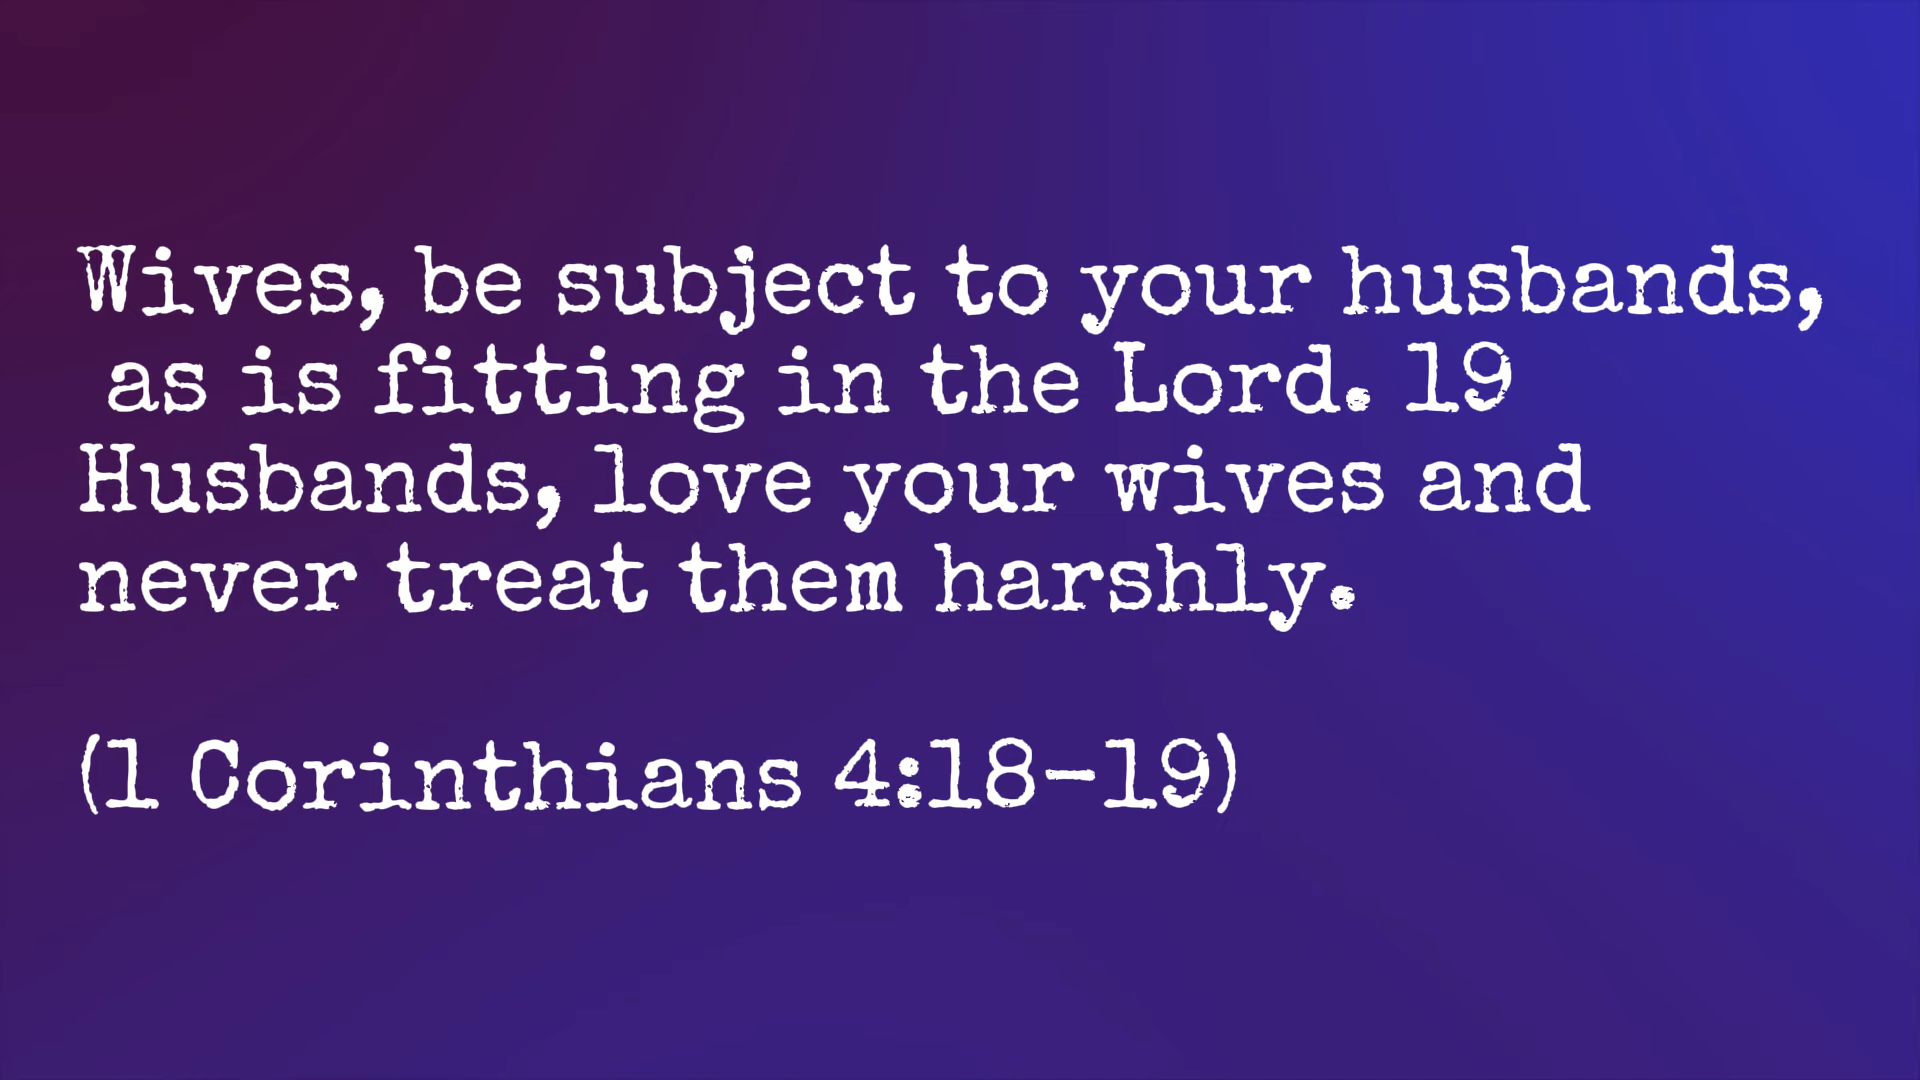 Wives, be subject to your husbands,
as is fitting in the Lord. 19
Husbands, love your wives and
never treat them harshly.
(1 Corinthians 4:18-19)